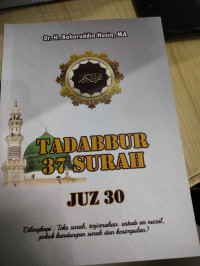 Dr. H. Baharuddin Husin, MA
TADABBUR
37 SURAH
JUZ 30
Dilengkapi : Teks surah, terjemahan, asbab an nuzul,
pokok kandungan surah dan kesimpulan.)